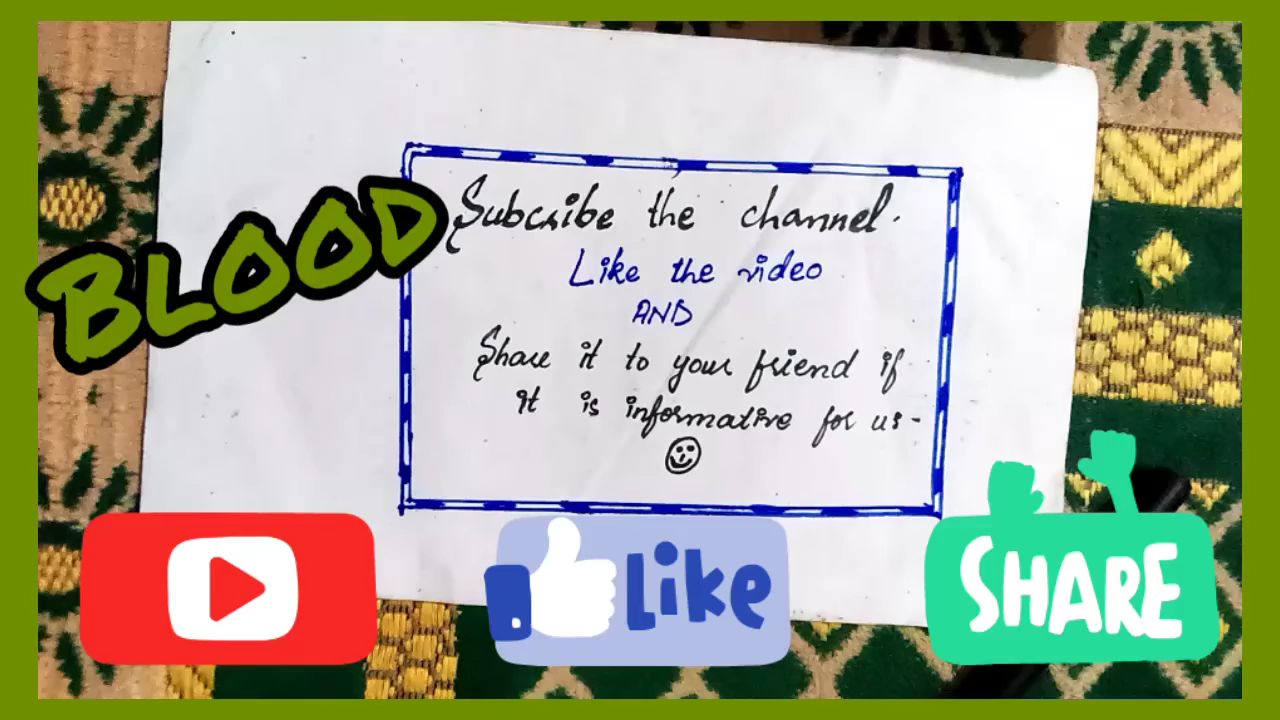 BLOOD
Subcribe the channel.
Like the video
AND
Share it to your friend if
it is informative for us.
Like
SHARE